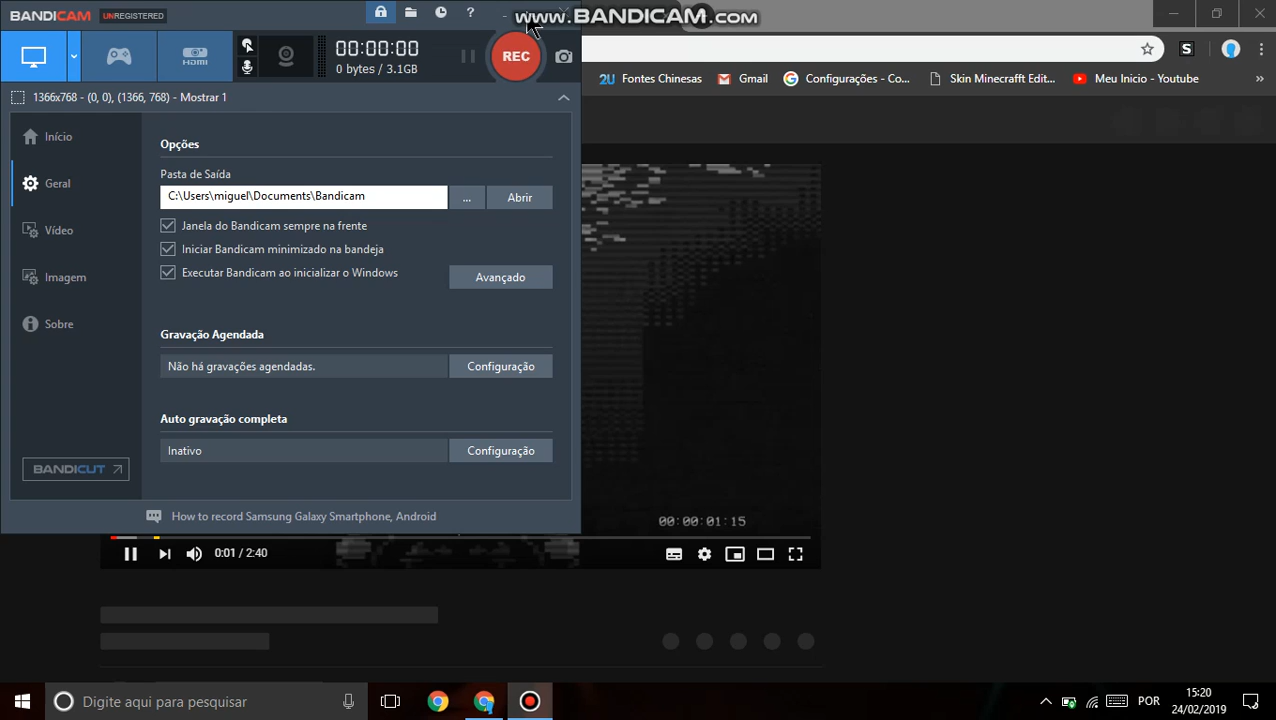 BANDICAM UNREGISTERED
www.BANDICAM.com
00:00:00
0 bytes / 3.1GB
REC
HDMI
1366x768 - (0, 0), (1366, 768) - Mostrar 1
Fontes Chinesas
Gmail
Configurações - Co...
Skin Minecrafft Edit...
Meu Inicio - Youtube
Início
Geral
Vídeo
Imagem
Sobre
BANDICUT
Opções
Pasta de Saída
C:\Users\miguel\Documents\Bandicam
...
Abrir
Janela do Bandicam sempre na frente
Iniciar Bandicam minimizado na bandeja
Executar Bandicam ao inicializar o Windows
Avançado
Gravação Agendada
Não há gravações agendadas.
Configuração
Auto gravação completa
Inativo
Configuração
How to record Samsung Galaxy Smartphone, Android
00:00:01:15
0:01 / 2:40
Digite aqui para pesquisar
POR
15:20
24/02/2019